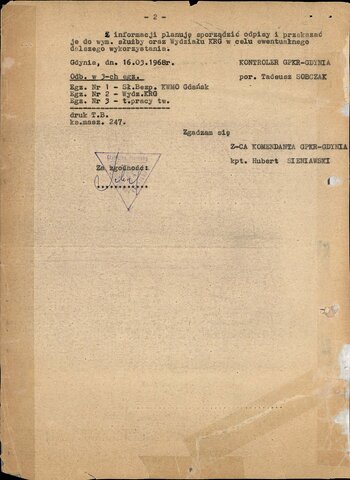 - 2 -
Z informacji planuję sporządzić odpisy i przekazać
je do wym. służby oraz Wydziału KRG w celu ewentualnego
dalszego wykorzystania.
Gdynia, dn. 16.03.1968r. KONTROLER GPKR-GDYNIA
Odb. w 3-ch egz. por. Tadeusz SOBCZAK
Egz. Nr 1 - Sł.Bezp. KWMO Gdańsk
Egz. Nr 2 - Wydz.KRG
Egz. Nr 3 - t.pracy tw.
druk T.B.
ks.masz. 247.
Zgadzam się
Z-CA KOMENDANTA GPKR-GDYNIA
kpt. Hubert SIENIAWSKI
Za zgodność: